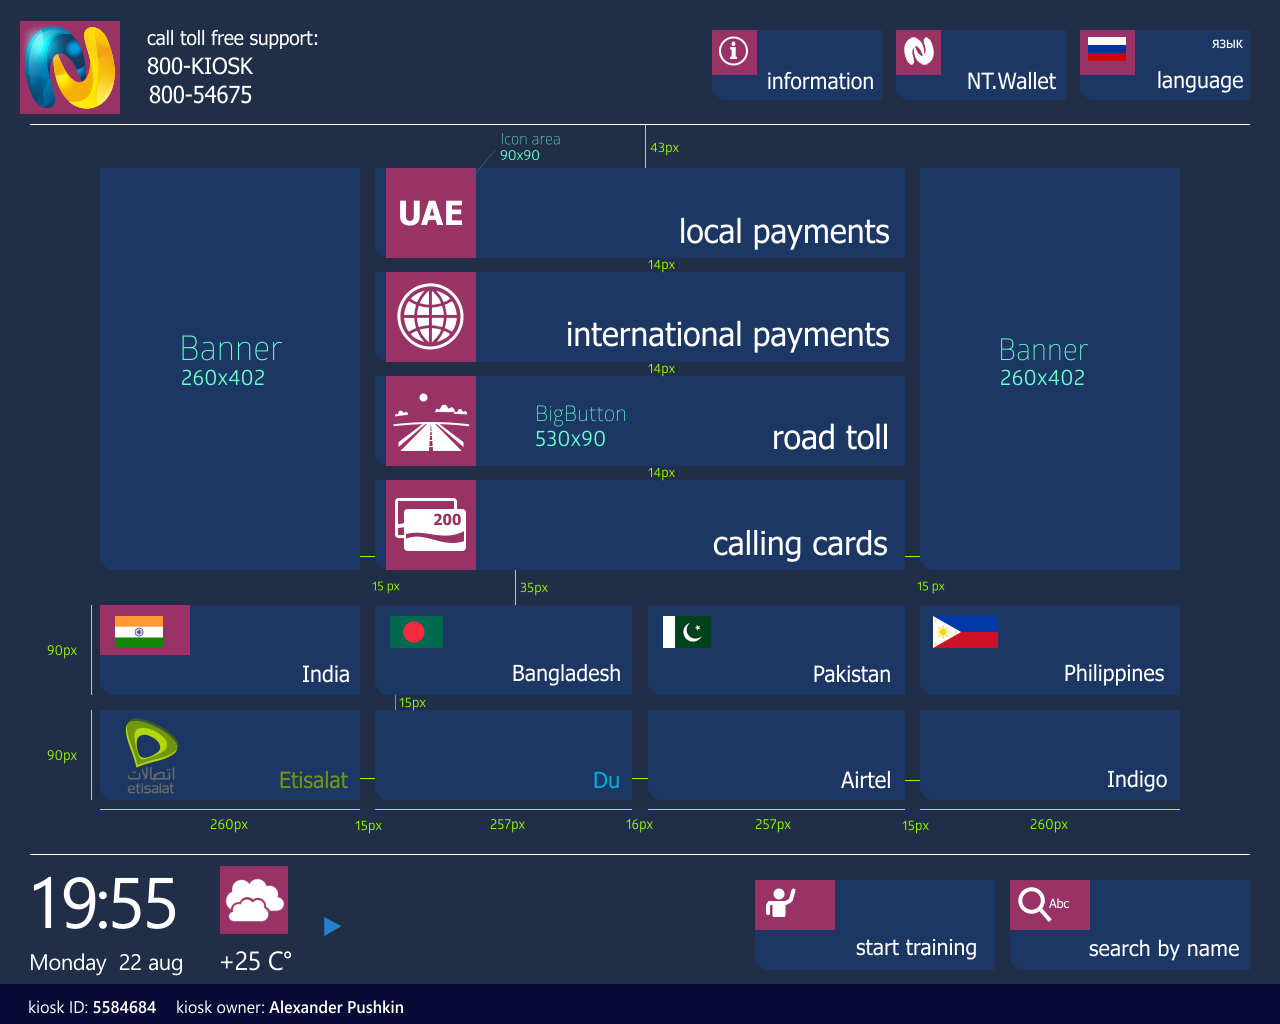 call toll free support:
800-KIOSK
800-54675
information
NT.Wallet
язык
language
Icon area
90x90
43px
UAE
local payments
14px
international payments
14px
Banner
260x402
BigButton
530x90
road toll
Banner
260x402
14px
200
calling cards
15 px
35px
15 px
90px
India
Bangladesh
Pakistan
Philippines
15px
90px
اتصالات
etisalat
Etisalat
Du
Airtel
Indigo
260px
15px
257px
16px
257px
15px
260px
19:55
Monday 22 aug
+25 C°
start training
Abc
search by name
kiosk ID: 5584684 kiosk owner: Alexander Pushkin